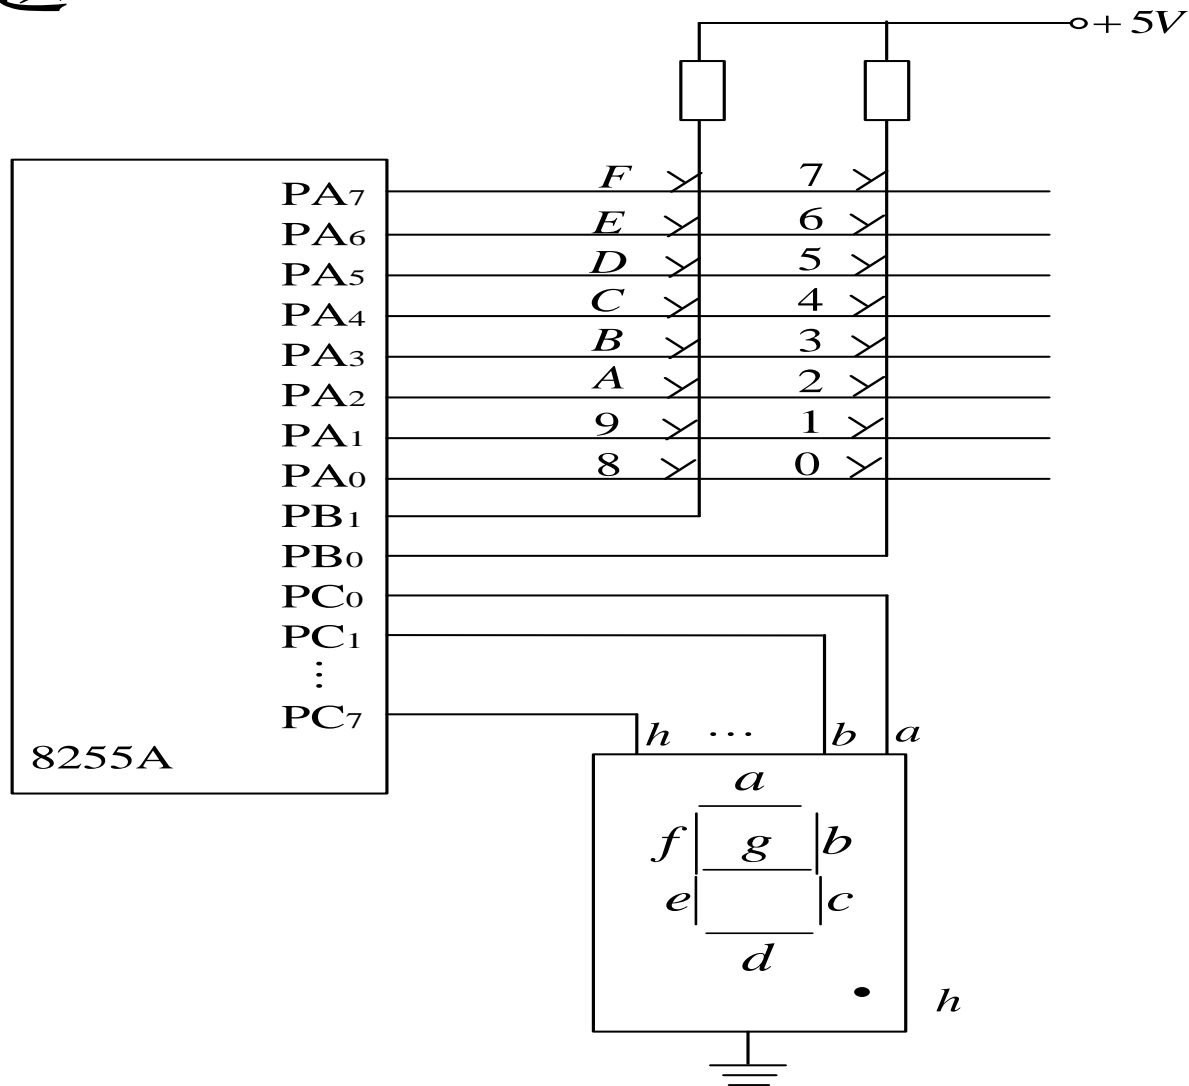 +5V
PA7 F 7
PA6 E 6
PA5 D 5
PA4 C 4
PA3 B 3
PA2 A 2
PA1 9 1
PA0 8 0
PB1
PB0
PC0
PC1
⋮
PC7
8255A
h … b a
a
f g b
e c
d
h